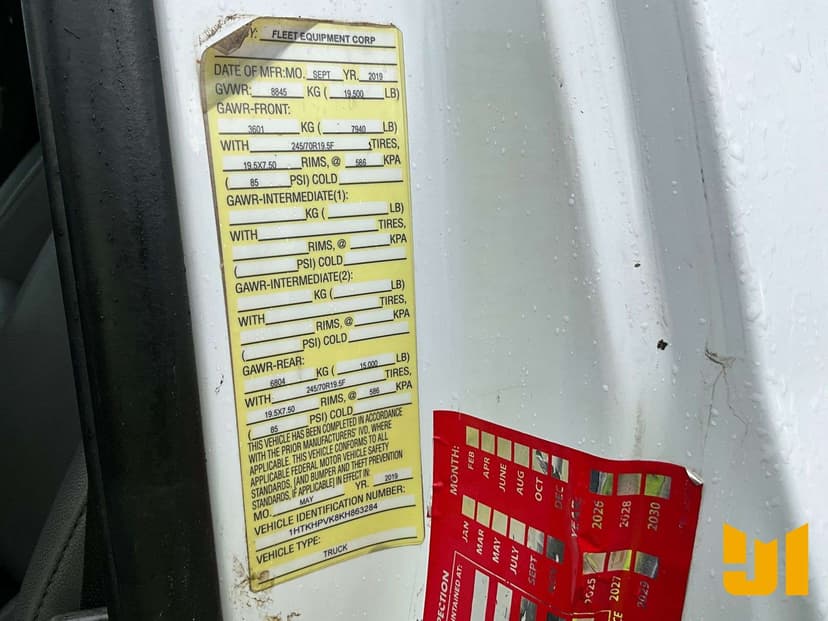 Y: FLEET EQUIPMENT CORP
DATE OF MFR:MO. SEPT YR. 2019
GVWR: 8845 KG ( 19,500 LB)
GAWR-FRONT:
3601 KG ( 7940 LB)
WITH 245/70R19.5F TIRES,
19.5X7.50 RIMS, @ 586 KPA
( 85 PSI) COLD
GAWR-INTERMEDIATE(1):
KG ( LB)
WITH TIRES,
RIMS, @ KPA
( PSI) COLD
GAWR-INTERMEDIATE(2):
KG ( LB)
WITH TIRES,
RIMS, @ KPA
( PSI) COLD
GAWR-REAR:
6804 KG ( 15,000 LB)
WITH 245/70R19.5F TIRES,
19.5X7.50 RIMS, @ 586 KPA
( 85 PSI) COLD
THIS VEHICLE HAS BEEN COMPLETED IN ACCORDANCE
WITH THE PRIOR MANUFACTURERS' IVD, WHERE
APPLICABLE. THIS VEHICLE CONFORMS TO ALL
APPLICABLE FEDERAL MOTOR VEHICLE SAFETY
STANDARDS, [AND BUMPER AND THEFT PREVENTION
STANDARDS, IF APPLICABLE] IN EFFECT IN:
MO. MAY YR. 2019
VEHICLE IDENTIFICATION NUMBER:
1HTKHPVK8KH863284
VEHICLE TYPE: TRUCK
MONTH:
FEB
APR
JUNE
AUG
OCT
DEC
JAN
MAR
MAY
JULY
SEPT
2026
2028
2030
2025
2027
2029